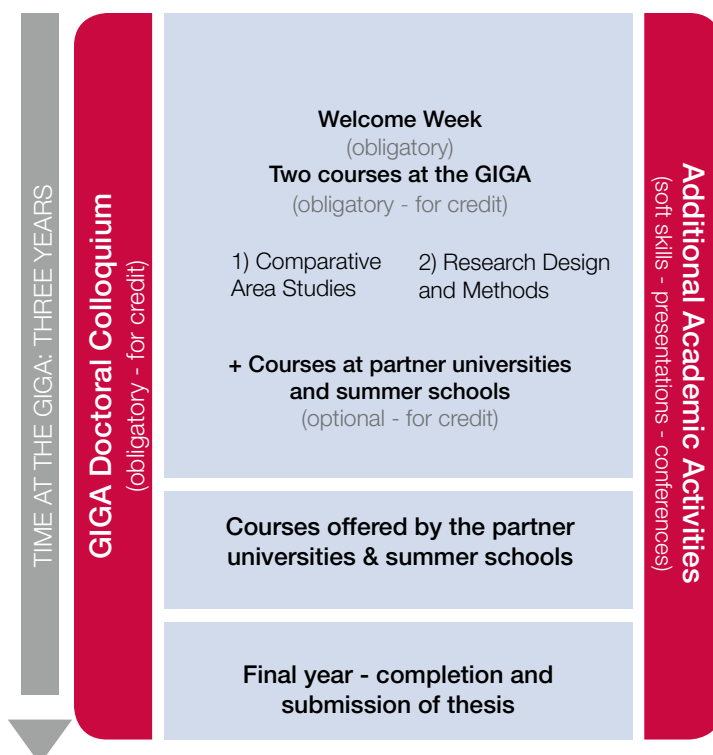 TIME AT THE GIGA: THREE YEARS
GIGA Doctoral Colloquium
(obligatory - for credit)
Welcome Week
(obligatory)
Two courses at the GIGA
(obligatory - for credit)
1) Comparative
Area Studies
2) Research Design
and Methods
+ Courses at partner universities
and summer schools
(optional - for credit)
Courses offered by the partner
universities & summer schools
Final year - completion and
submission of thesis
Additional Academic Activities
(soft skills - presentations - conferences)